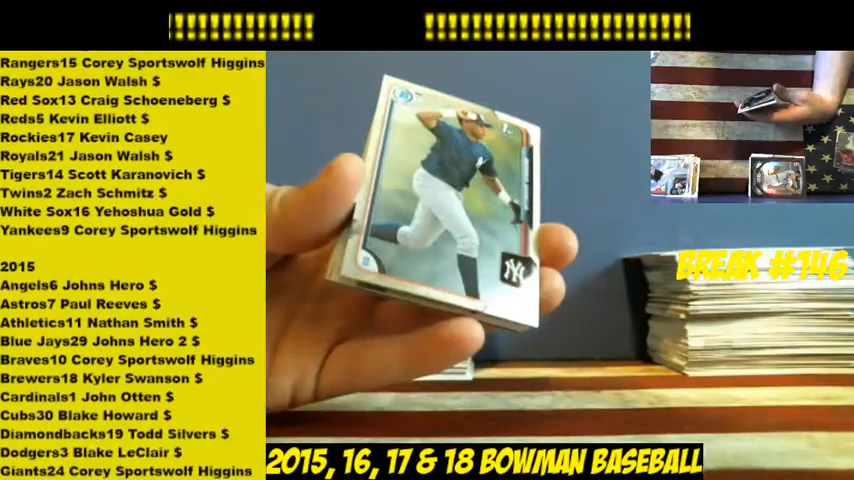 !!!!!!!!!!!!!!! !!!!!!!!!!!!!!!!!!!!!!!!!!!!
Rangers15 Corey Sportswolf Higgins
Rays20 Jason Walsh $
Red Sox13 Craig Schoeneberg $
Reds5 Kevin Elliott $
Rockies17 Kevin Casey
Royals21 Jason Walsh $
Tigers14 Scott Karanovich $
Twins2 Zach Schmitz $
White Sox16 Yehoshua Gold $
Yankees9 Corey Sportswolf Higgins
2015
Angels6 Johns Hero $
Astros7 Paul Reeves $
Athletics11 Nathan Smith $
Blue Jays29 Johns Hero 2 $
Braves10 Corey Sportswolf Higgins
Brewers18 Kyler Swanson $
Cardinals1 John Otten $
Cubs30 Blake Howard $
Diamondbacks19 Todd Silvers $
Dodgers3 Blake LeClair $
Giants24 Corey Sportswolf Higgins
BREAK #146
2015, 16, 17 & 18 BOWMAN BASEBALL